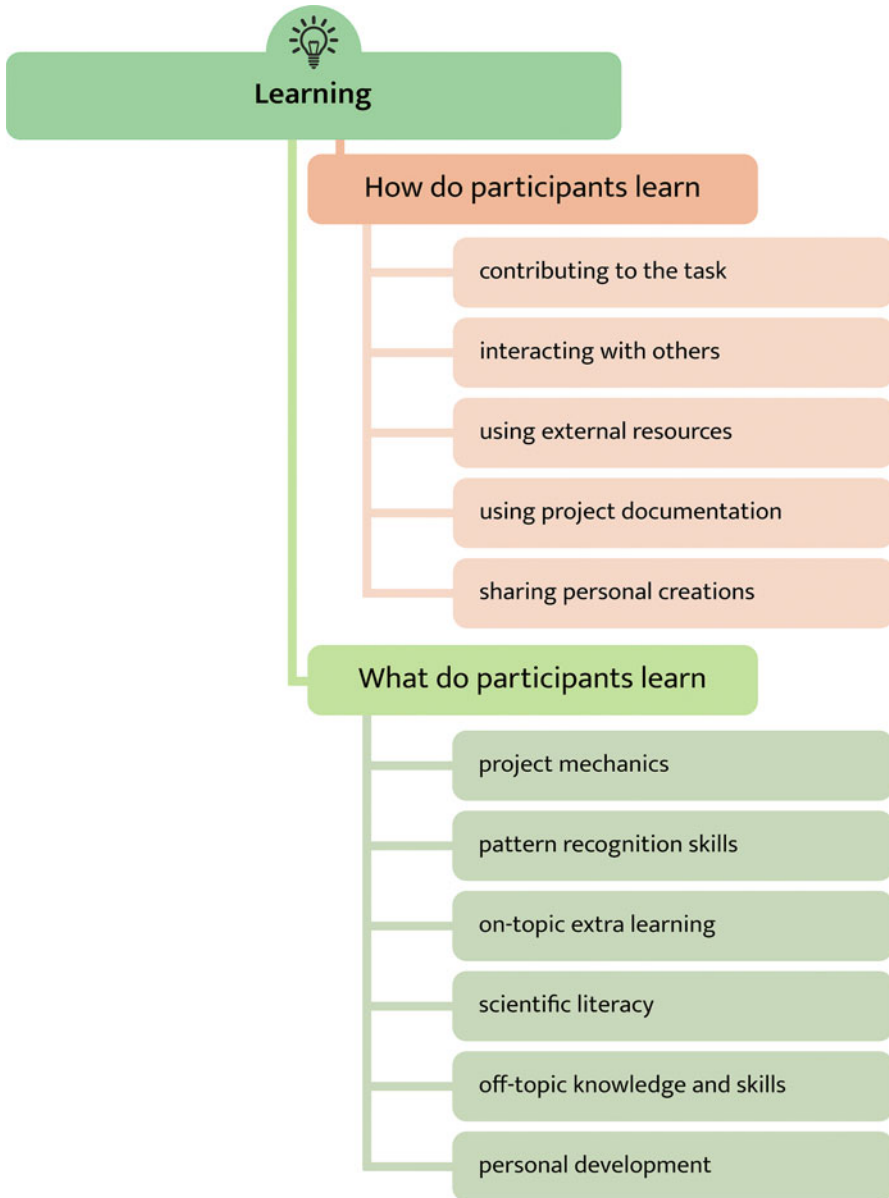 Learning
How do participants learn
contributing to the task
interacting with others
using external resources
using project documentation
sharing personal creations
What do participants learn
project mechanics
pattern recognition skills
on-topic extra learning
scientific literacy
off-topic knowledge and skills
personal development